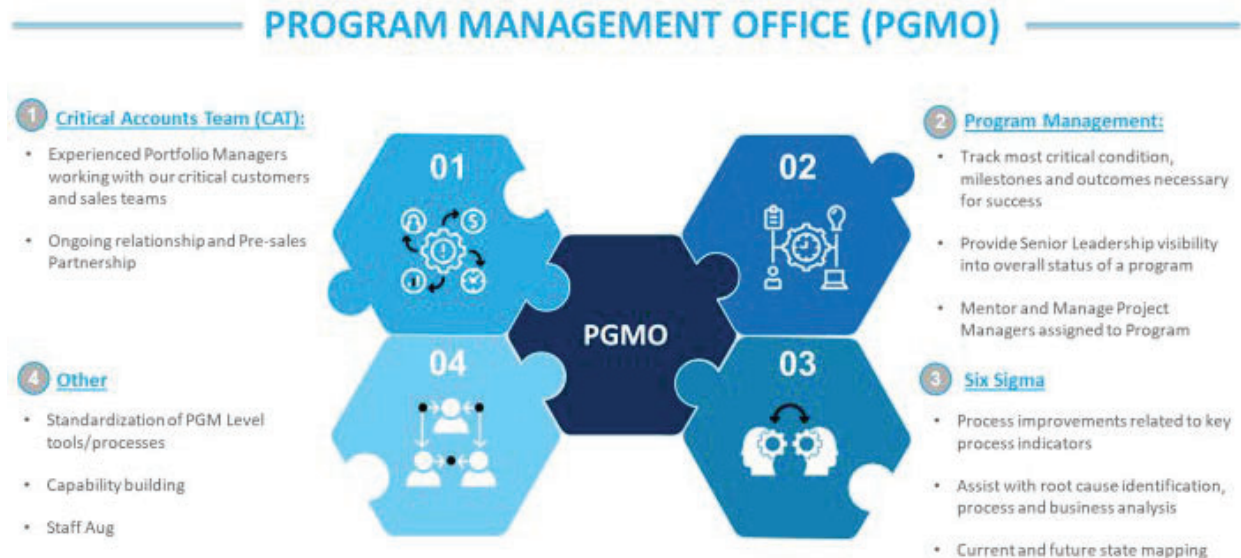 PROGRAM MANAGEMENT OFFICE (PGMO)
1 Critical Accounts Team (CAT):
• Experienced Portfolio Managers
working with our critical customers
and sales teams
• Ongoing relationship and Pre-sales
Partnership
01
02
2 Program Management:
• Track most critical condition,
milestones and outcomes necessary
for success
• Provide Senior Leadership visibility
into overall status of a program
• Mentor and Manage Project
Managers assigned to Program
PGMO
4 Other
• Standardization of PGM Level
tools/processes
• Capability building
• Staff Aug
04
03
3 Six Sigma
• Process improvements related to key
process indicators
• Assist with root cause identification,
process and business analysis
• Current and future state mapping